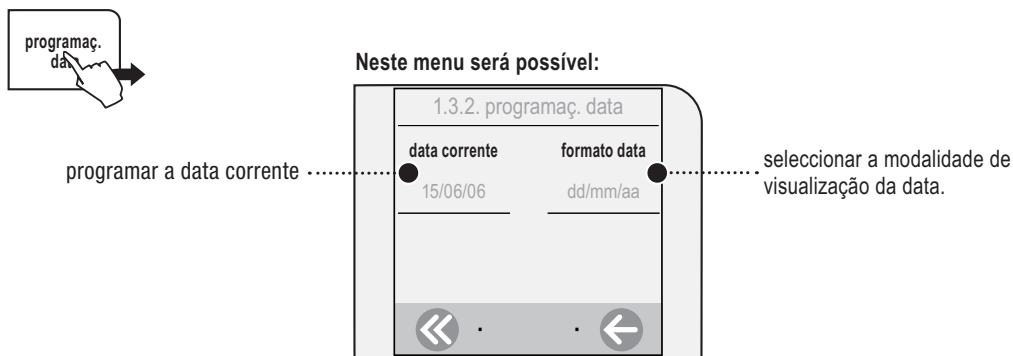 programaç.
data
Neste menu será possível:
1.3.2. programaç. data
data corrente
formato data
15/06/06
dd/mm/aa
programar a data corrente
seleccionar a modalidade de
visualização da data.